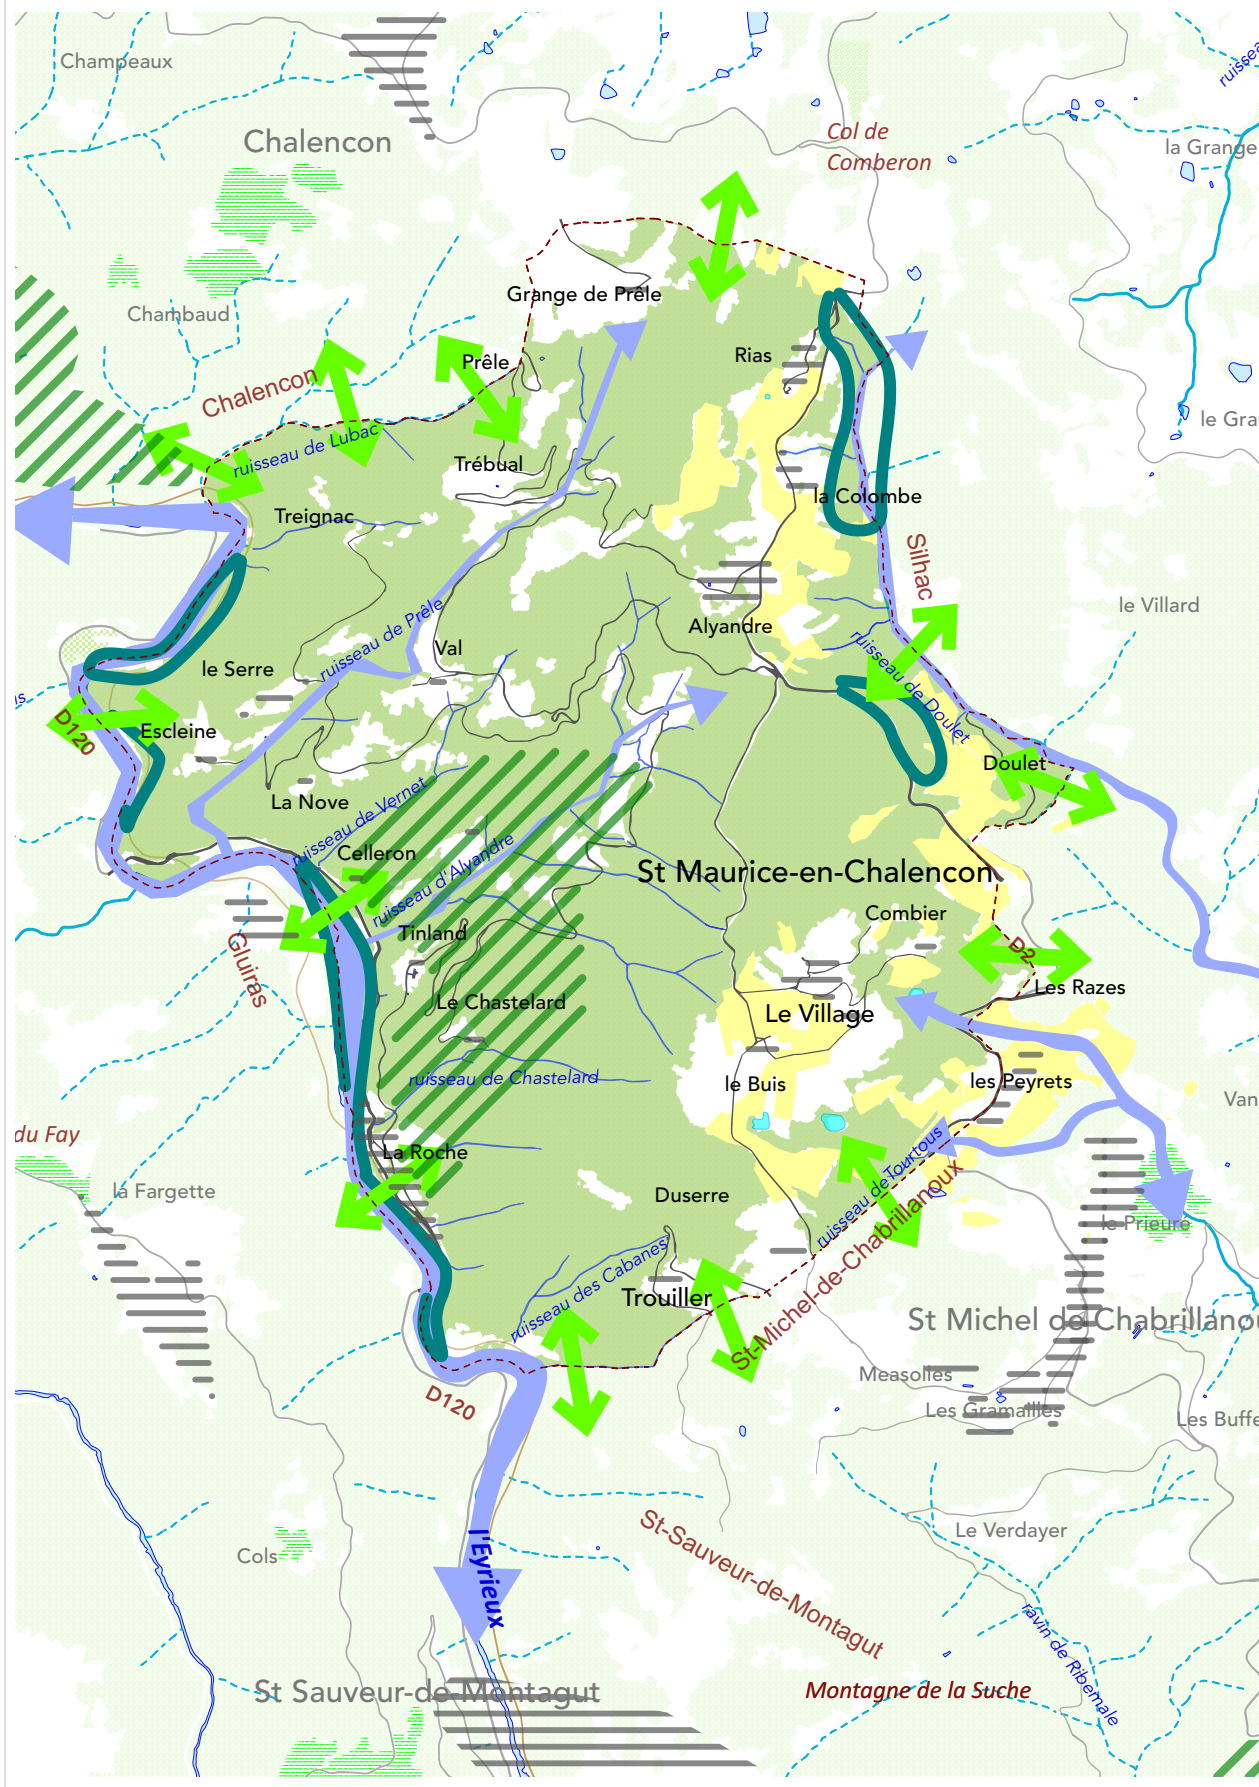 Champeaux
ruisseau
Col de
Comberon
Chalencon
la Grange
Chambaud
Grange de Prêle
Rias
Prêle
Chalencon
le Gra
ruisseau de Lubac
Trébual
la Colombe
Treignac
Silhac
le Villard
ruisseau de Prêle
Alyandre
Val
le Serre
ruisseau de Doulet
us
D120
Escleine
Doulet
La Nove
ruisseau de Vernet
Celleron
ruisseau d'Alyandre
St Maurice-en-Chalencon
Combier
Tinland
Gluiras
D2
Les Razes
Le Chastelard
Le Village
ruisseau de Chastelard
le Buis
les Peyrets
Van
du Fay
La Roche
ruisseau de Tourtous
la Fargette
Duserre
le Prieuré
ruisseau des Cabanes
Trouiller
St-Michel-de-Chabrillanoux
St Michel de Chabrillanou
Measolles
D120
Les Gramailles
Les Buffe
l'Eyrieux
St-Sauveur-de-Montagut
Le Verdayer
Cols
ravin de Ribemale
St Sauveur-de-Montagut
Montagne de la Suche